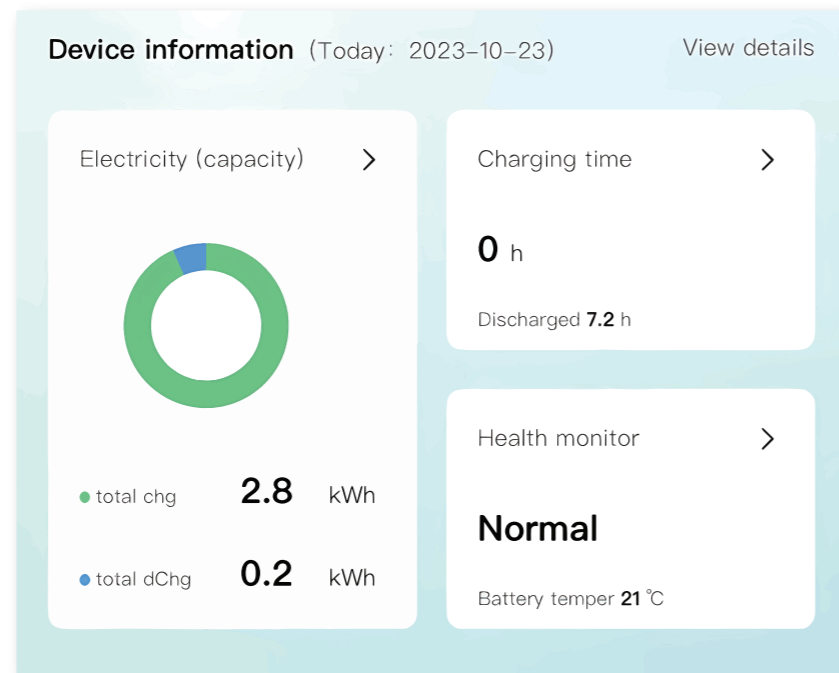 Device information (Today: 2023-10-23) View details
Electricity (capacity)
total chg 2.8 kWh
total dChg 0.2 kWh
Charging time
0 h
Discharged 7.2 h
Health monitor
Normal
Battery temper 21 ℃